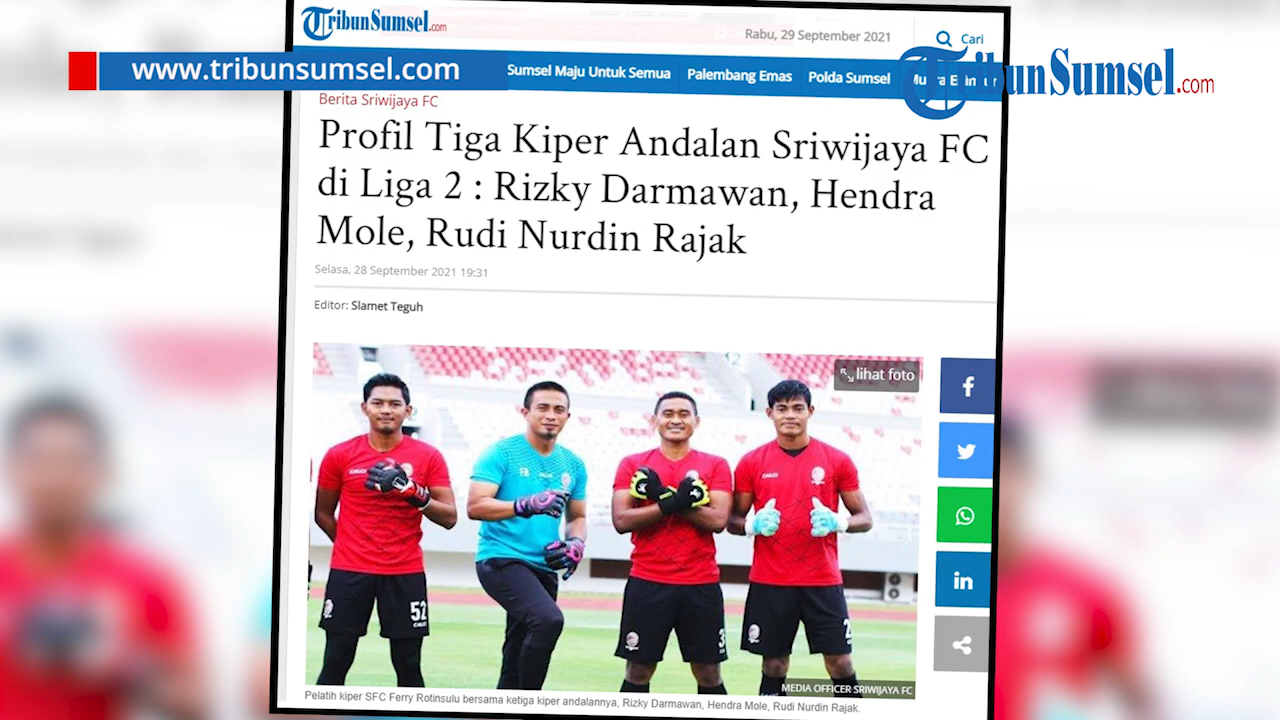 TribunSumsel.com
Rabu, 29 September 2021
Cari
www.tribunsumsel.com
Sumsel Maju Untuk Semua
Palembang Emas
Polda Sumsel
TribunSumsel.com
Berita Sriwijaya FC
Profil Tiga Kiper Andalan Sriwijaya FC
di Liga 2 : Rizky Darmawan, Hendra
Mole, Rudi Nurdin Rajak
Selasa, 28 September 2021 19:31
Editor: Slamet Teguh
lihat foto
52
MEDIA OFFICER SRIWIJAYA FC
Pelatih kiper SFC Ferry Rotinsulu bersama ketiga kiper andalannya, Rizky Darmawan, Hendra Mole, Rudi Nurdin Rajak.